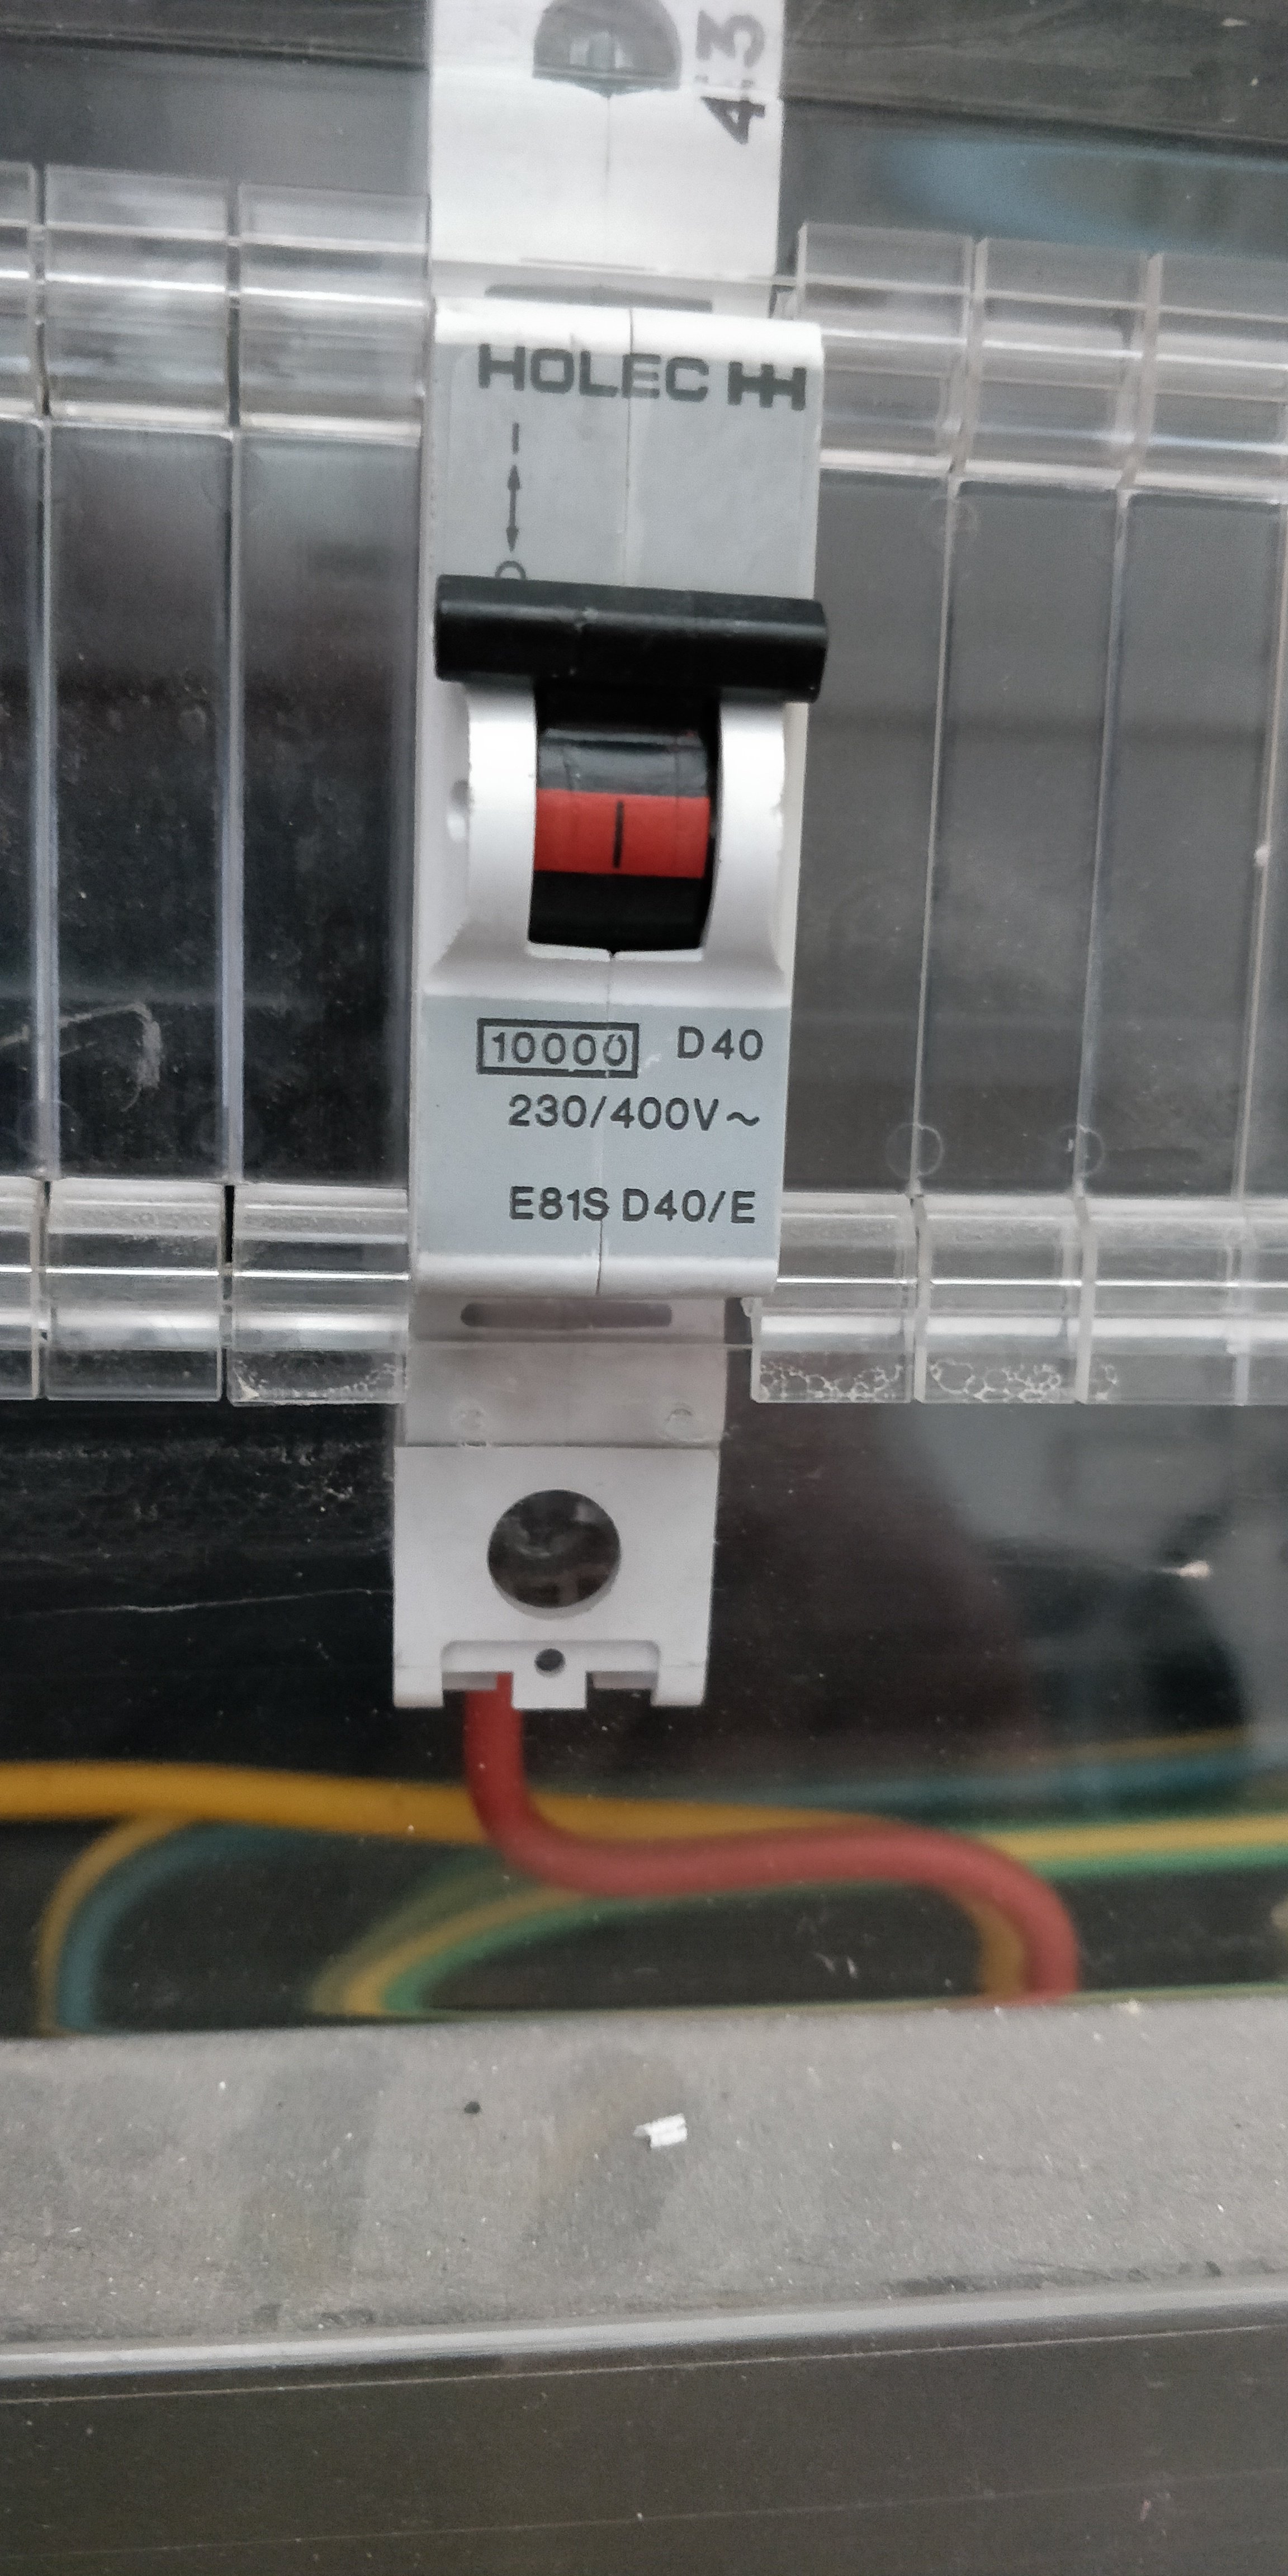 43
HOLEC
I
O
I
10000 D40
230/400V~
E81S D40/E